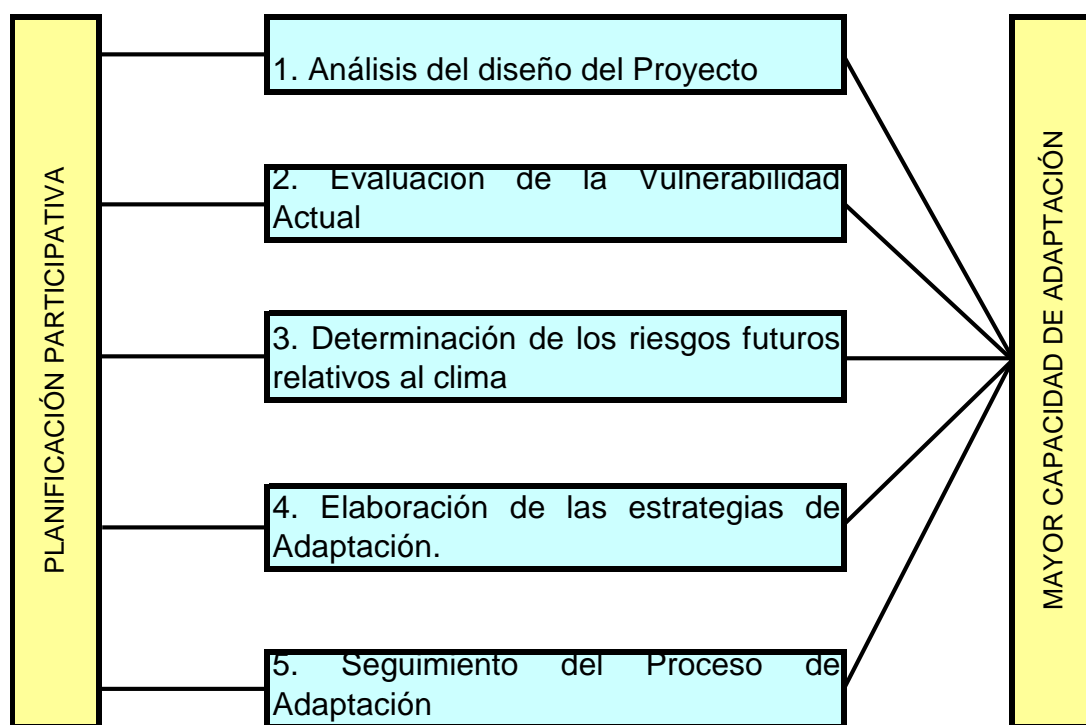 PLANIFICACIÓN PARTICIPATIVA
1. Análisis del diseño del Proyecto
2. Evaluación de la Vulnerabilidad
Actual
3. Determinación de los riesgos futuros
relativos al clima
4. Elaboración de las estrategias de
Adaptación.
5. Seguimiento del Proceso de
Adaptación
MAYOR CAPACIDAD DE ADAPTACIÓN